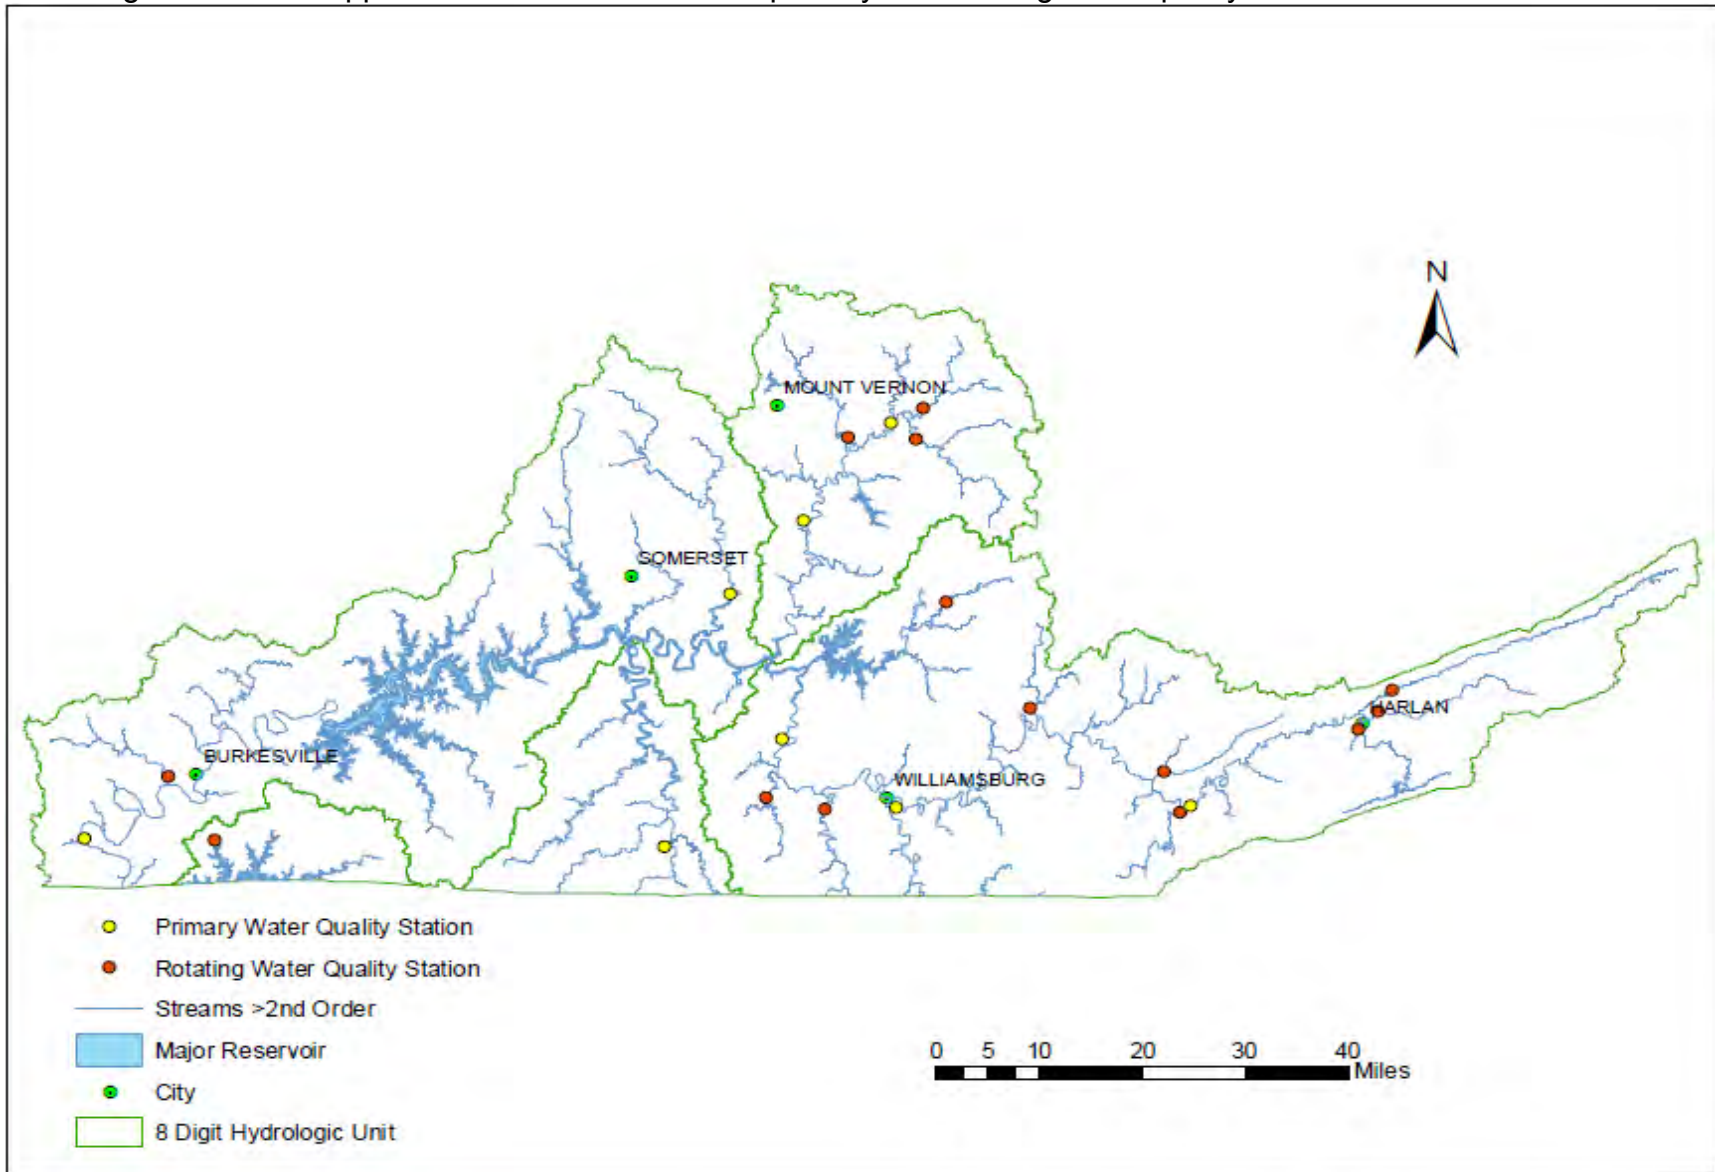 N
MOUNT VERNON
SOMERSET
HARLAN
BURKESVILLE
WILLIAMSBURG
Primary Water Quality Station
Rotating Water Quality Station
Streams >2nd Order
Major Reservoir
City
8 Digit Hydrologic Unit
0 5 10 20 30 40
Miles